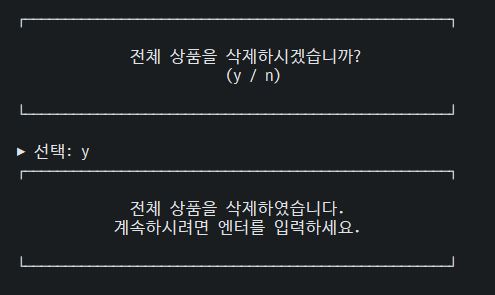 전체 상품을 삭제하시겠습니까?
(y / n)
▶ 선택: y
전체 상품을 삭제하였습니다.
계속하시려면 엔터를 입력하세요.